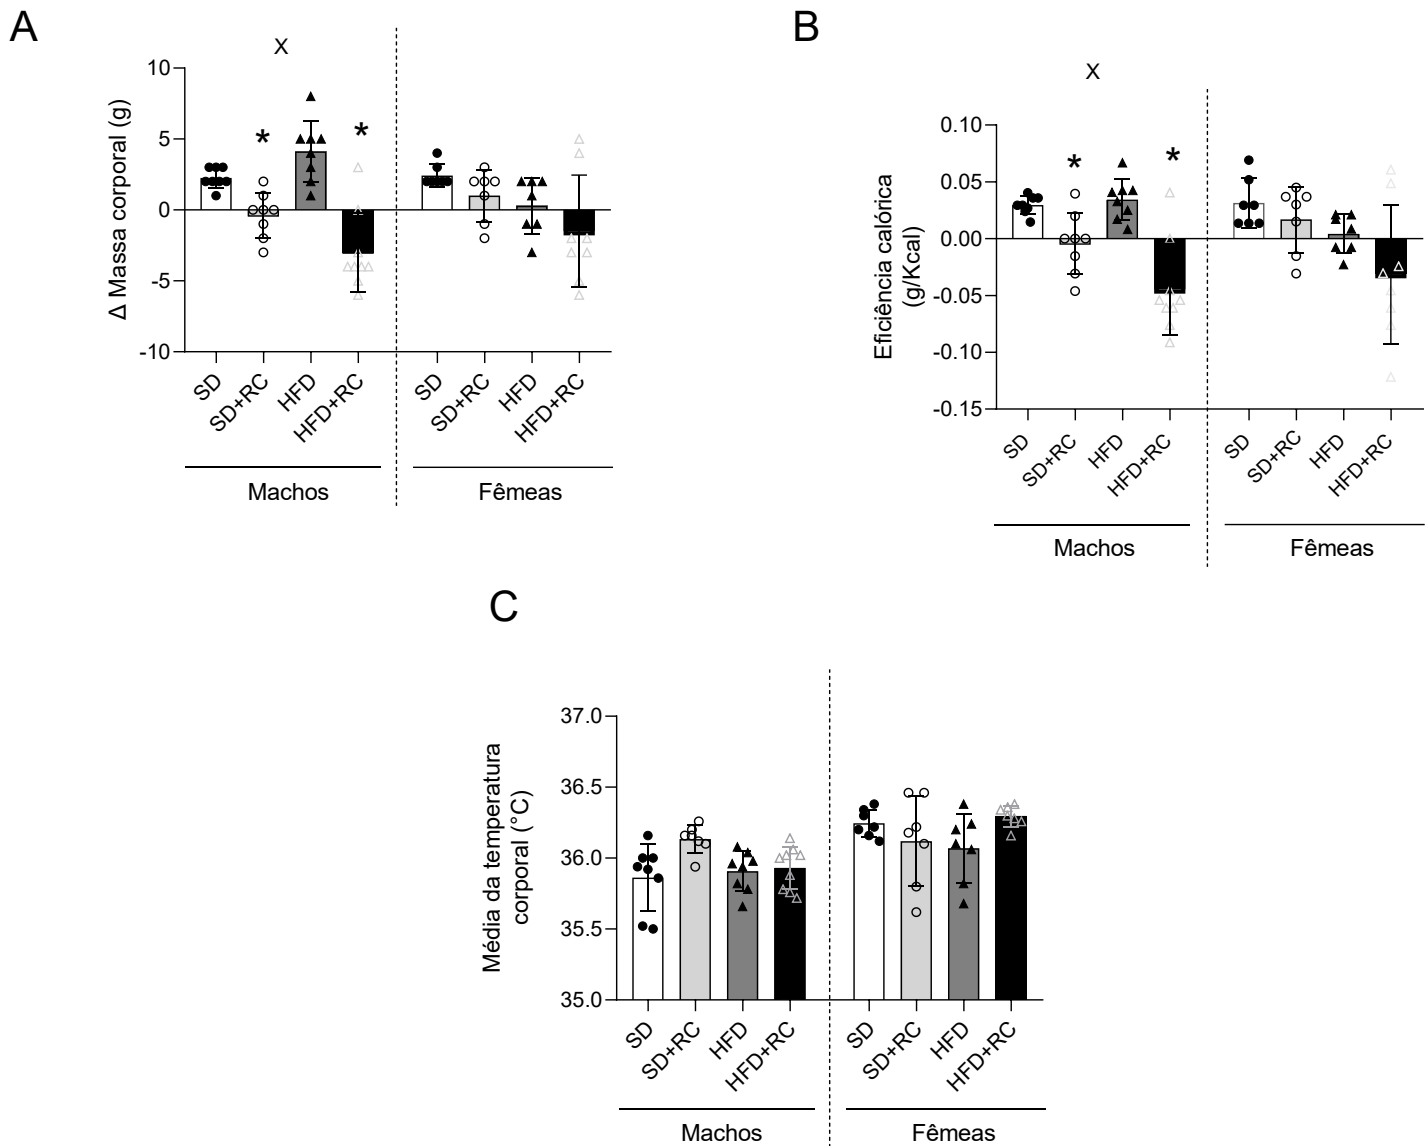 A
X
10
5
0
-5
-10
Δ Massa corporal (g)
*
*
SD
SD+RC
HFD
HFD+RC
SD
SD+RC
HFD
HFD+RC
Machos
Fêmeas
B
X
0.10
0.05
0.00
-0.05
-0.10
-0.15
Eficiência calórica
(g/Kcal)
*
*
SD
SD+RC
HFD
HFD+RC
SD
SD+RC
HFD
HFD+RC
Machos
Fêmeas
C
37.0
36.5
36.0
35.5
35.0
Média da temperatura
corporal (°C)
SD
SD+RC
HFD
HFD+RC
SD
SD+RC
HFD
HFD+RC
Machos
Fêmeas